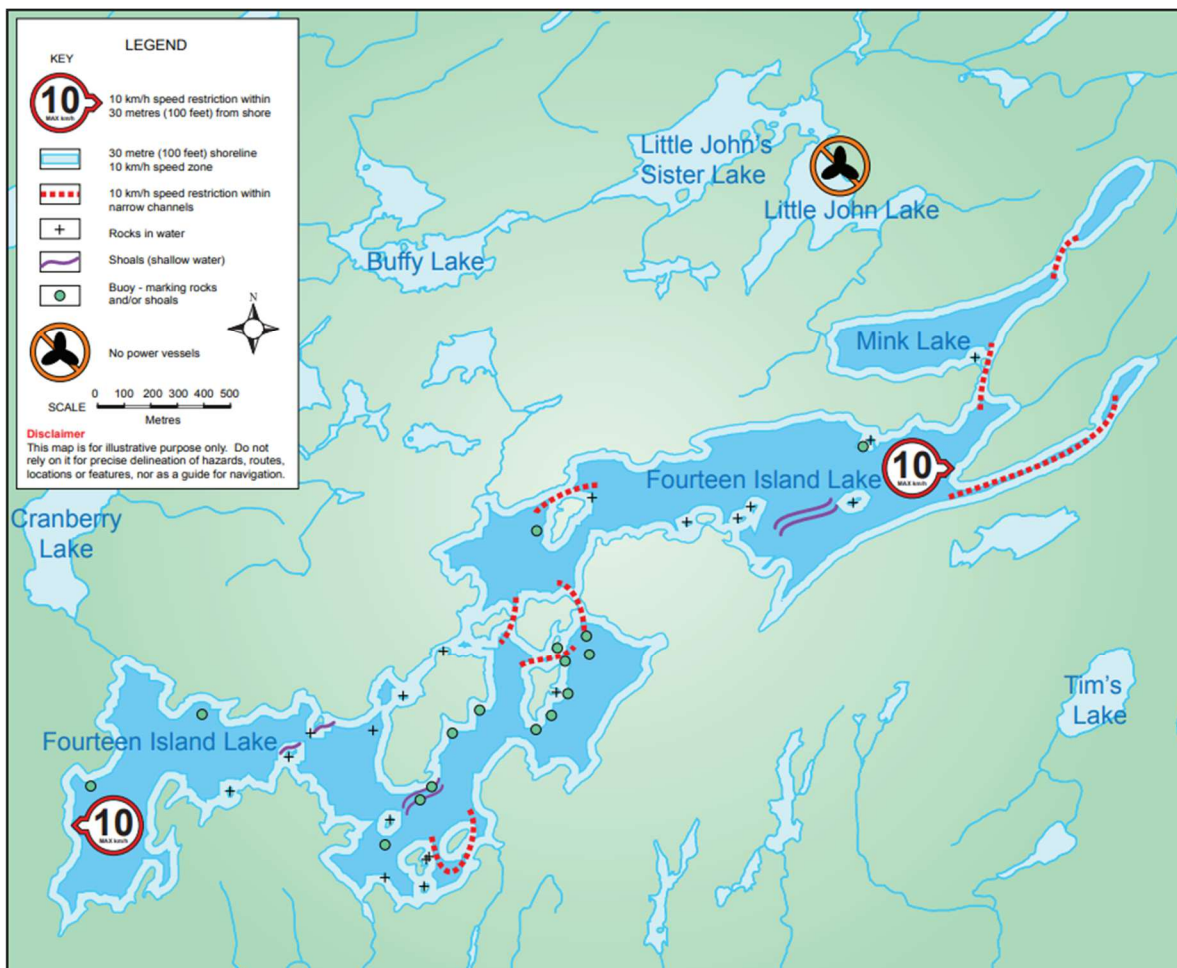 LEGEND
KEY
10
MAX km/h
10 km/h speed restriction within
30 metres (100 feet) from shore
30 metre (100 feet) shoreline
10 km/h speed zone
10 km/h speed restriction within
narrow channels
Rocks in water
Shoals (shallow water)
Buoy - marking rocks
and/or shoals
N
No power vessels
0 100 200 300 400 500
SCALE
Metres
Disclaimer
This map is for illustrative purpose only. Do not
rely on it for precise delineation of hazards, routes,
locations or features, nor as a guide for navigation.
Little John's
Sister Lake
Little John Lake
Buffy Lake
Mink Lake
Fourteen Island Lake
10
MAX km/h
Cranberry
Lake
Tim's
Lake
Fourteen Island Lake
10
MAX km/h